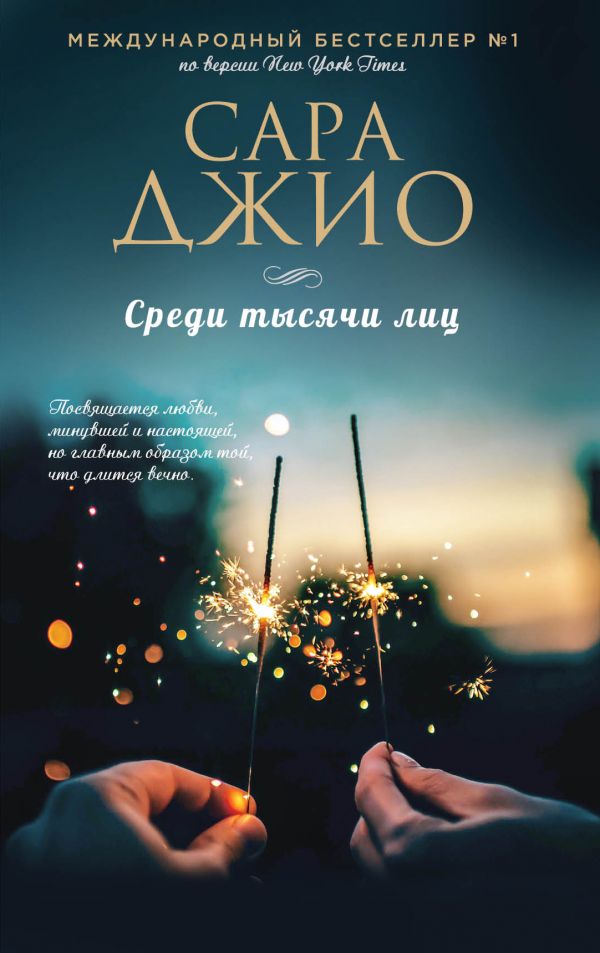 МЕЖДУНАРОДНЫЙ БЕСТСЕЛЛЕР №1
по версии New York Times
САРА
ДЖИО
Среди тысячи лиц
Посвящается любви,
минувшей и настоящей,
но главным образом той,
что длится вечно.